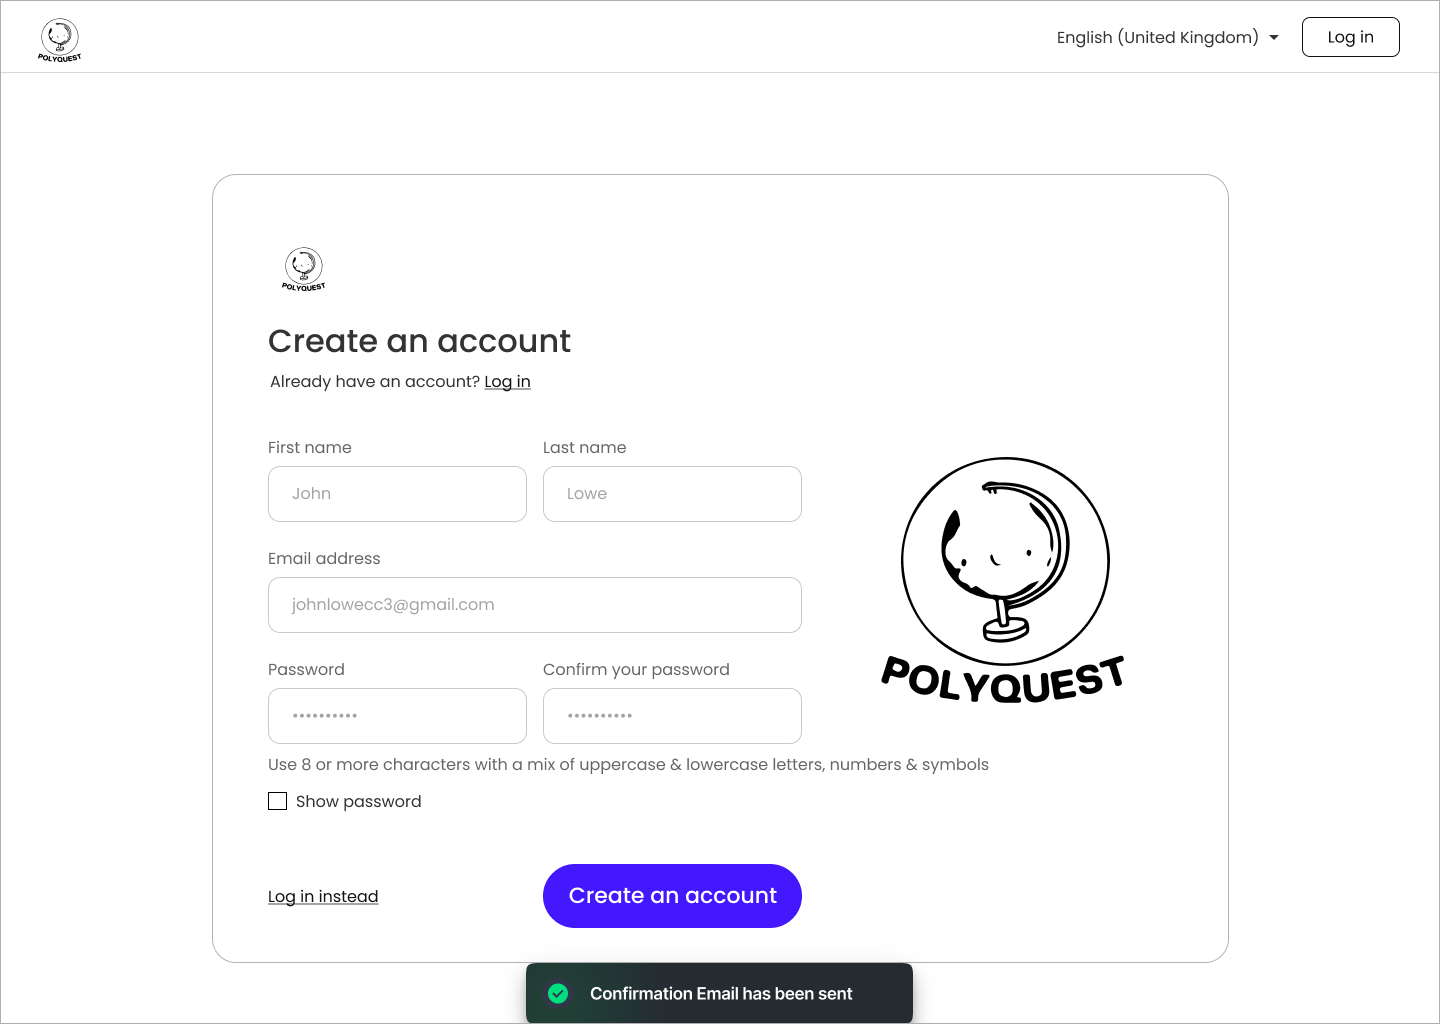 POLYQUEST
English (United Kingdom)
Log in
POLYQUEST
Create an account
Already have an account? Log in
First name
Last name
John
Lowe
Email address
johnlowecc3@gmail.com
Password
Confirm your password
••••••••••
••••••••••
Use 8 or more characters with a mix of uppercase & lowercase letters, numbers & symbols
Show password
POLYQUEST
Log in instead
Create an account
Confirmation Email has been sent